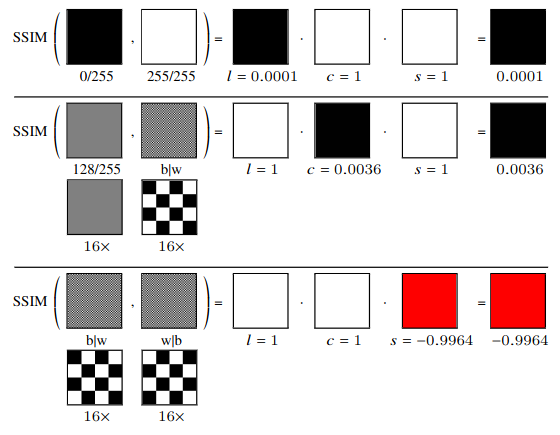 SSIM ( , ) = · · =
0/255 255/255 l = 0.0001 c = 1 s = 1 0.0001
SSIM ( , ) = · · =
128/255 b|w l = 1 c = 0.0036 s = 1 0.0036
16× 16×
SSIM ( , ) = · · =
b|w w|b l = 1 c = 1 s = −0.9964 −0.9964
16× 16×